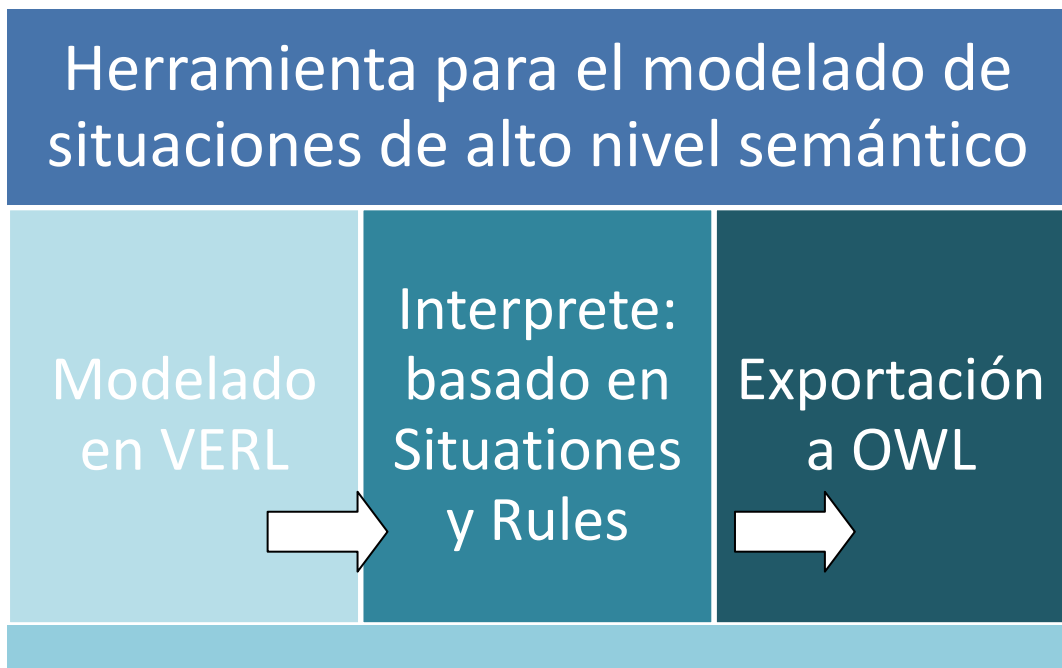 Herramienta para el modelado de
situaciones de alto nivel semántico
Modelado
en VERL
Interprete:
basado en
Situationes
y Rules
Exportación
a OWL